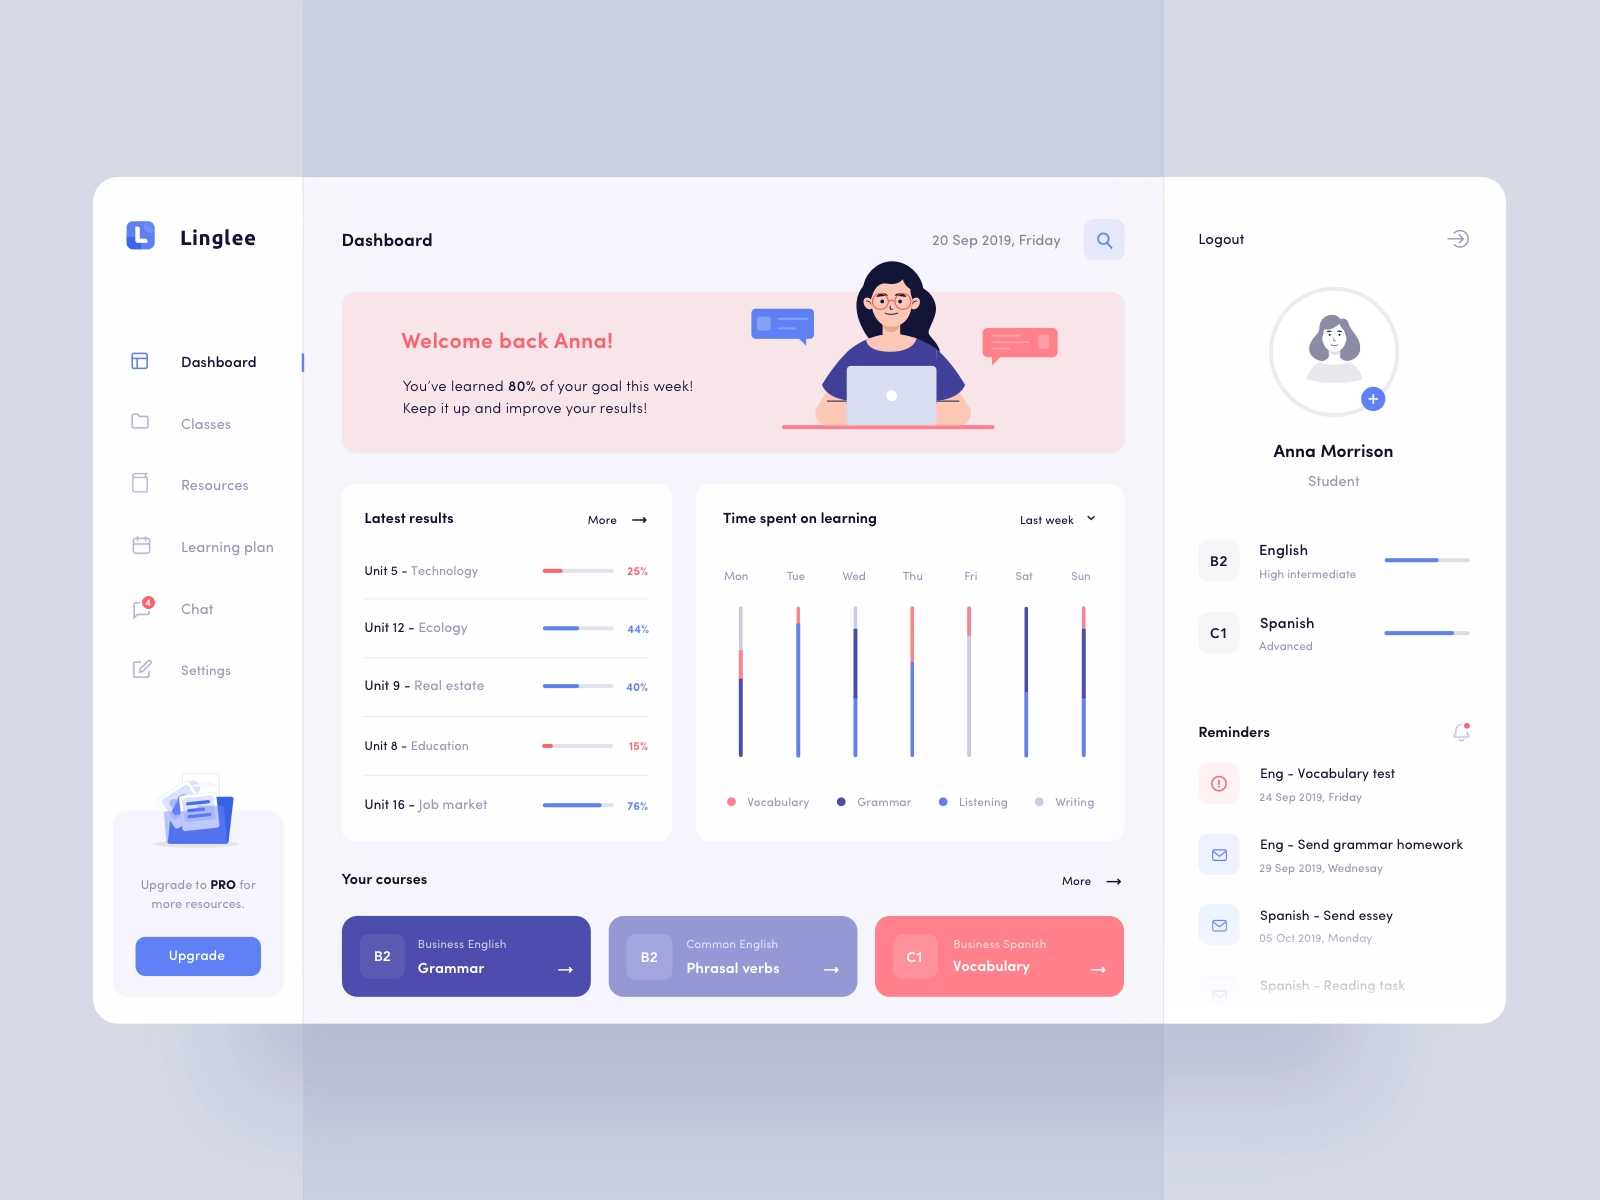 Linglee
Dashboard
Classes
Resources
Learning plan
4
Chat
Settings
Upgrade to PRO for
more resources.
Upgrade
Dashboard
20 Sep 2019, Friday
Welcome back Anna!
You've learned 80% of your goal this week!
Keep it up and improve your results!
Latest results
More
Unit 5 - Technology
25%
Unit 12 - Ecology
44%
Unit 9 - Real estate
40%
Unit 8 - Education
15%
Unit 16 - Job market
76%
Time spent on learning
Last week
Mon
Tue
Wed
Thu
Fri
Sat
Sun
Vocabulary
Grammar
Listening
Writing
Your courses
More
B2
Business English
Grammar
B2
Common English
Phrasal verbs
C1
Business Spanish
Vocabulary
Logout
Anna Morrison
Student
B2
English
High intermediate
C1
Spanish
Advanced
Reminders
Eng - Vocabulary test
24 Sep 2019, Friday
Eng - Send grammar homework
29 Sep 2019, Wednesay
Spanish - Send essey
05 Oct 2019, Monday
Spanish - Reading task